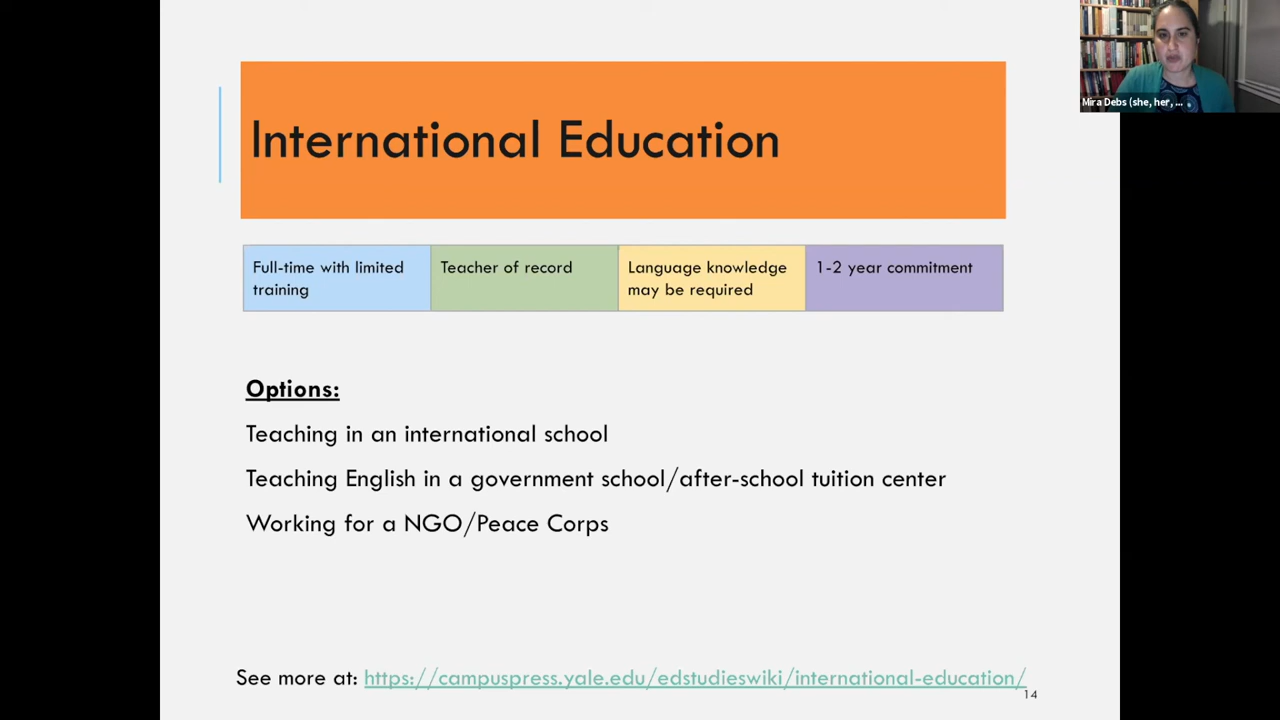 Mira Debs (she, her, ...
International Education
Full-time with limited
training
Teacher of record
Language knowledge
may be required
1-2 year commitment
Options:
Teaching in an international school
Teaching English in a government school/after-school tuition center
Working for a NGO/Peace Corps
See more at: https://campuspress.yale.edu/edstudieswiki/international-education/
14